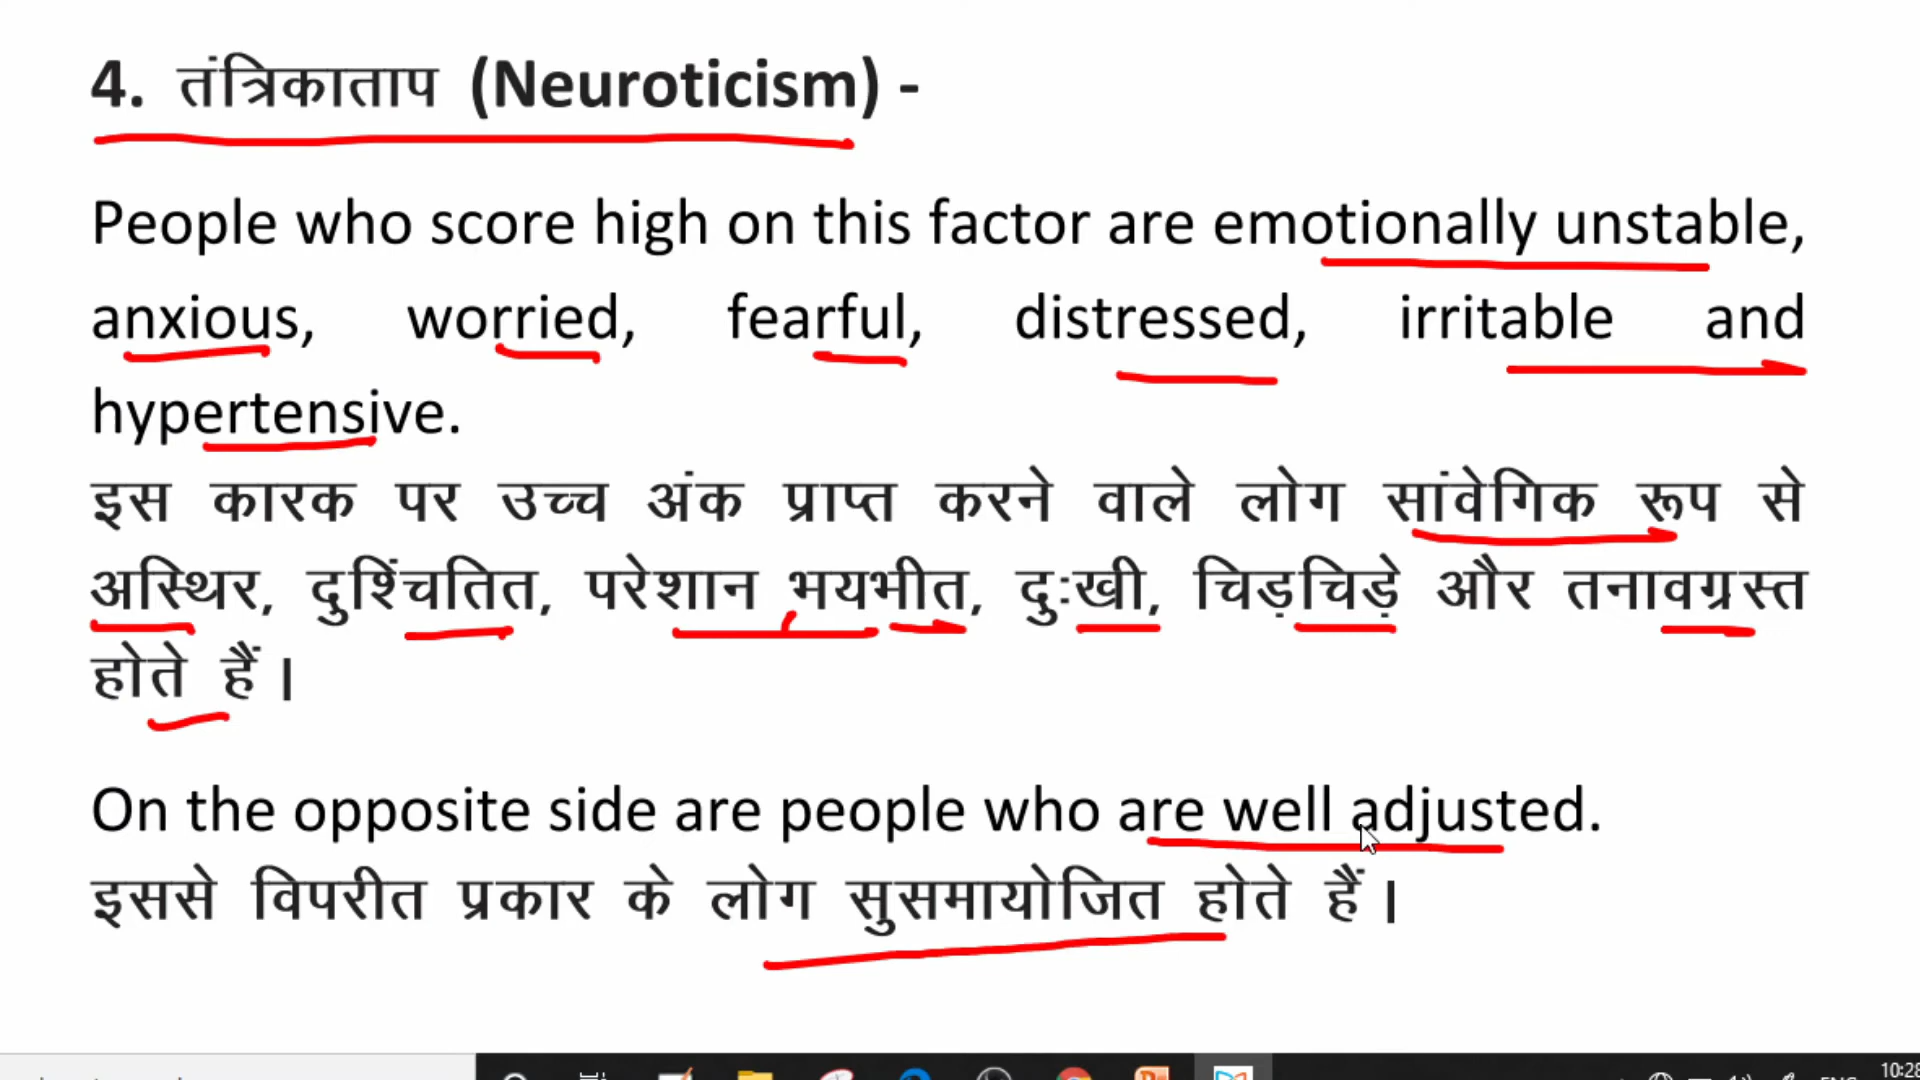 4. तंत्रिकाताप (Neuroticism) -
People who score high on this factor are emotionally unstable,
anxious, worried, fearful, distressed, irritable and
hypertensive.
इस कारक पर उच्च अंक प्राप्त करने वाले लोग सांवेगिक रूप से
अस्थिर, दुश्चिंतित, परेशान भयभीत, दुःखी, चिड़चिड़े और तनावग्रस्त
होते हैं।
On the opposite side are people who are well adjusted.
इससे विपरीत प्रकार के लोग सुसमायोजित होते हैं।
10:28